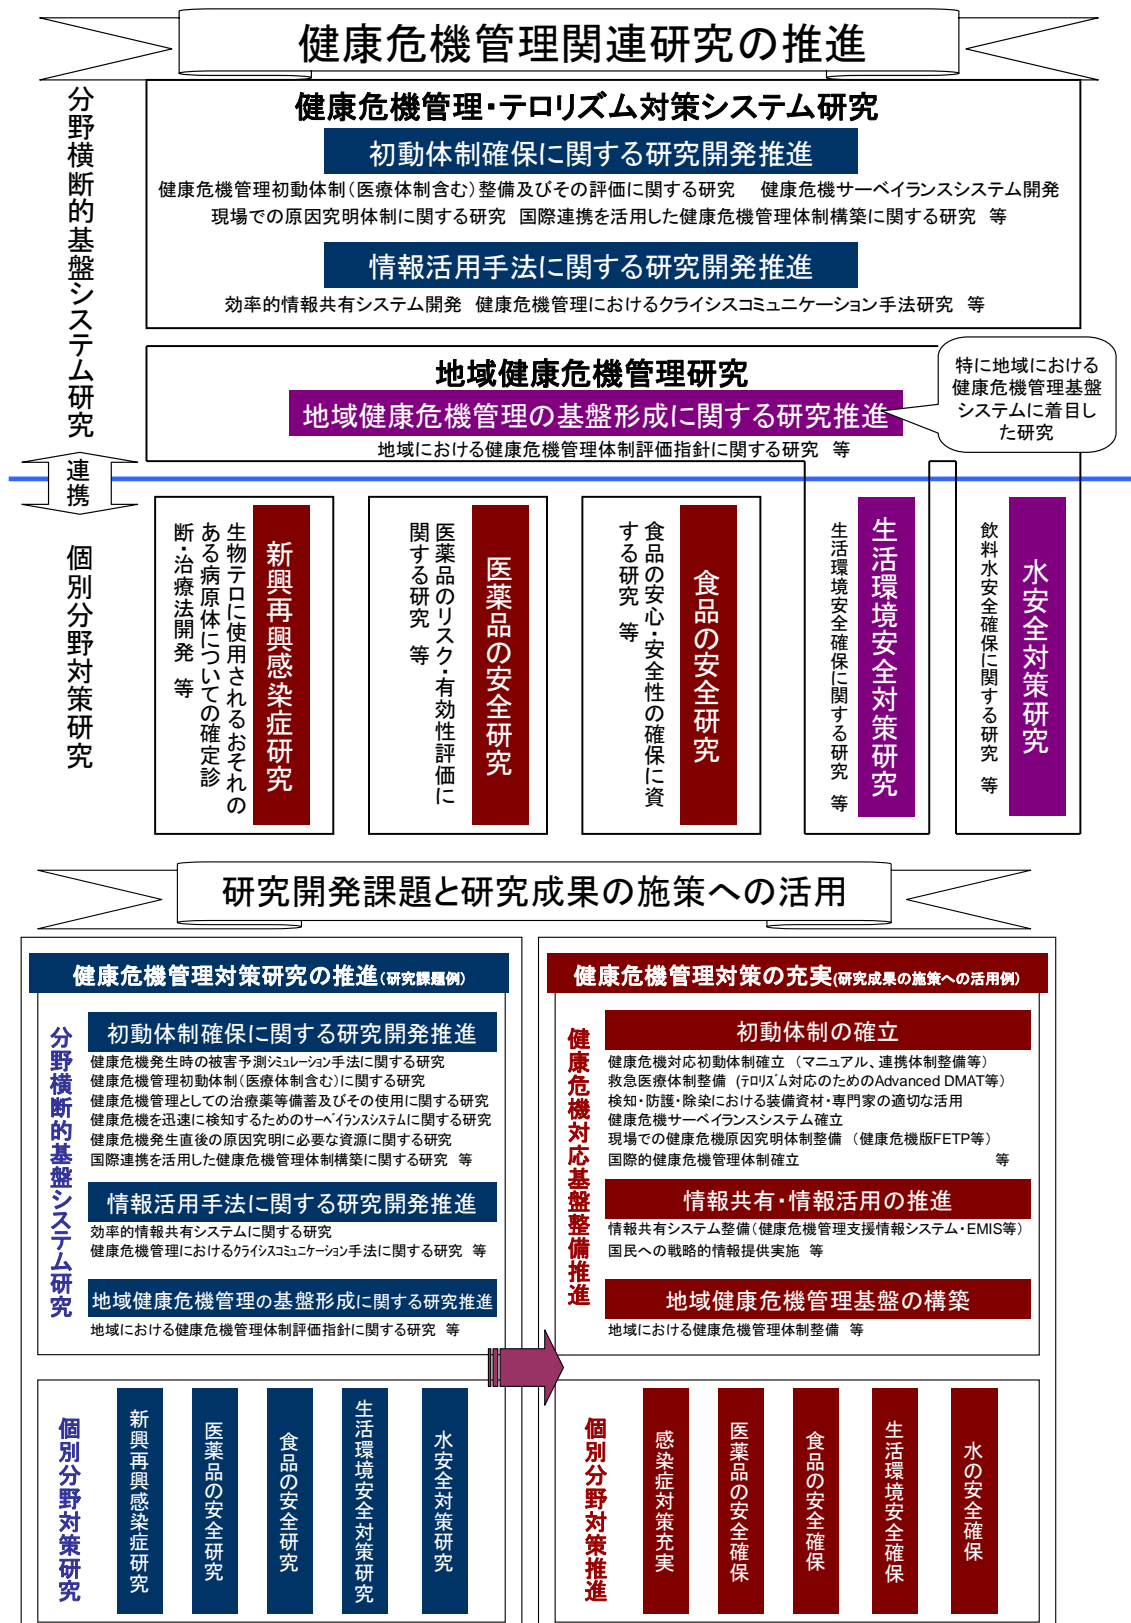 健康危機管理関連研究の推進
分野横断的基盤システム研究
健康危機管理・テロリズム対策システム研究
初動体制確保に関する研究開発推進
健康危機管理初動体制（医療体制含む）整備及びその評価に関する研究　健康危機サーベイランスシステム開発
現場での原因究明体制に関する研究　国際連携を活用した健康危機管理体制構築に関する研究　等
情報活用手法に関する研究開発推進
効率的情報共有システム開発　健康危機管理におけるクライシスコミュニケーション手法研究　等
地域健康危機管理研究
地域健康危機管理の基盤形成に関する研究推進
地域における健康危機管理体制評価指針に関する研究　等
特に地域における
健康危機管理基盤
システムに着目し
た研究
連携
個別分野対策研究
新興再興感染症研究
生物テロに使用されるおそれの
ある病原体についての確定診
断・治療法開発　等
医薬品の安全研究
医薬品のリスク・有効性評価に
関する研究　等
食品の安全研究
食品の安心・安全性の確保に資
する研究　等
生活環境安全対策研究
生活環境安全確保に関する研究　等
水安全対策研究
飲料水安全確保に関する研究　等
研究開発課題と研究成果の施策への活用
健康危機管理対策研究の推進(研究課題例)
分野横断的基盤システム研究
初動体制確保に関する研究開発推進
健康危機発生時の被害予測ｼﾐｭﾚｰｼｮﾝ手法に関する研究
健康危機管理初動体制（医療体制含む）に関する研究
健康危機管理としての治療薬等備蓄及びその使用に関する研究
健康危機を迅速に検知するためのｻｰﾍﾞｲﾗﾝｽｼｽﾃﾑに関する研究
健康危機発生直後の原因究明に必要な資源に関する研究
国際連携を活用した健康危機管理体制構築に関する研究　等
情報活用手法に関する研究開発推進
効率的情報共有システムに関する研究
健康危機管理におけるｸﾗｲｼｽｺﾐｭﾆｹｰｼｮﾝ手法に関する研究　等
地域健康危機管理の基盤形成に関する研究推進
地域における健康危機管理体制評価指針に関する研究　等
個別分野対策研究
新興再興感染症研究
医薬品の安全研究
食品の安全研究
生活環境安全対策研究
水安全対策研究
健康危機管理対策の充実(研究成果の施策への活用例)
健康危機対応基盤整備推進
初動体制の確立
健康危機対応初動体制確立　（マニュアル、連携体制整備等）
救急医療体制整備　(ﾃﾛﾘｽﾞﾑ対応のためのAdvanced DMAT等）
検知・防護・除染における装備資材・専門家の適切な活用
健康危機サーベイランスシステム確立
現場での健康危機原因究明体制整備　（健康危機版FETP等）
国際的健康危機管理体制確立　等
情報共有・情報活用の推進
情報共有システム整備（健康危機管理支援情報システム・EMIS等）
国民への戦略的情報提供実施　等
地域健康危機管理基盤の構築
地域における健康危機管理体制整備　等
個別分野対策推進
感染症対策充実
医薬品の安全確保
食品の安全確保
生活環境安全確保
水の安全確保